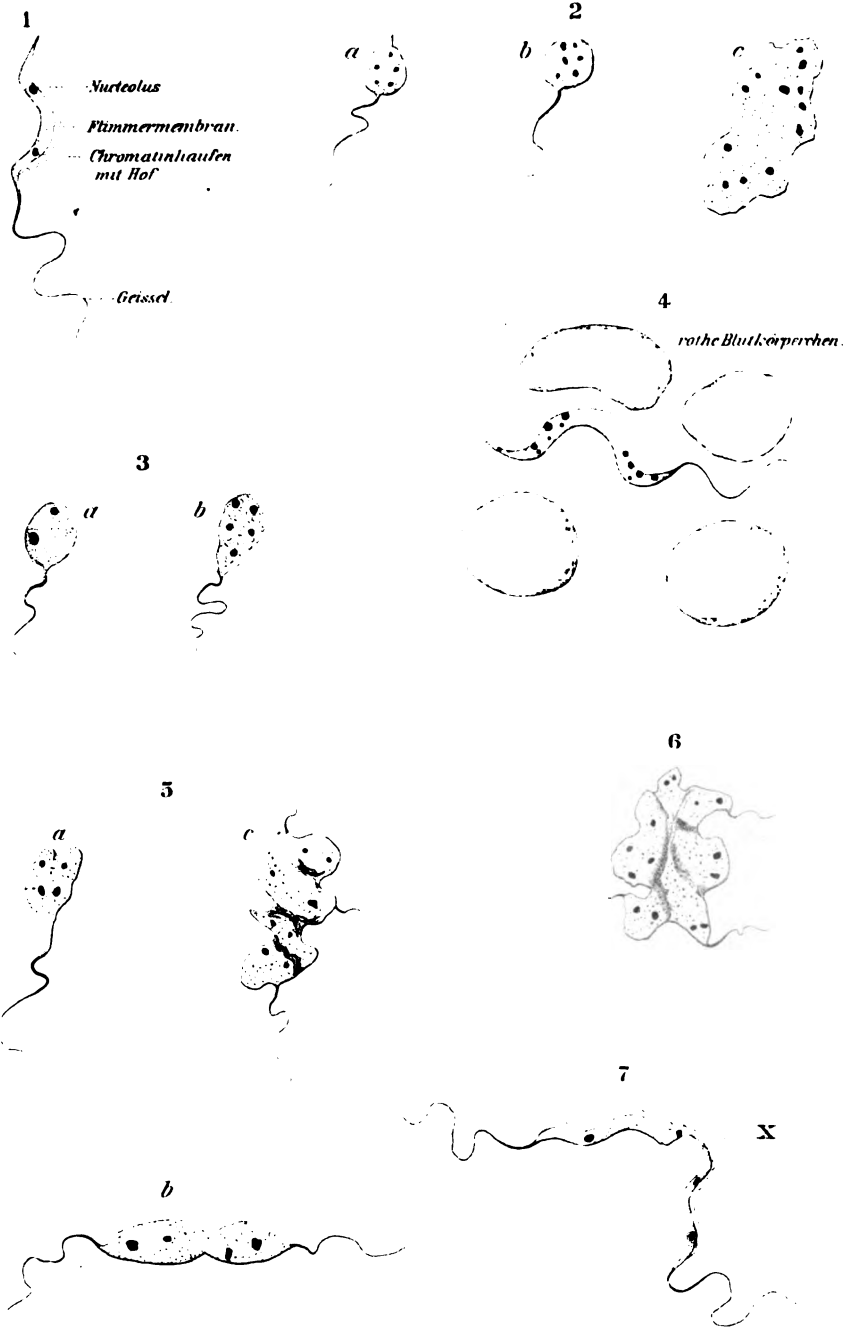 1
2
a
b
c
Nucleolus
Flimmermembran.
Chromatinhaufen
mit Hof
Geissel.
4
rothe Blutkörperchen.
3
a
b
6
5
a
c
7
X
b